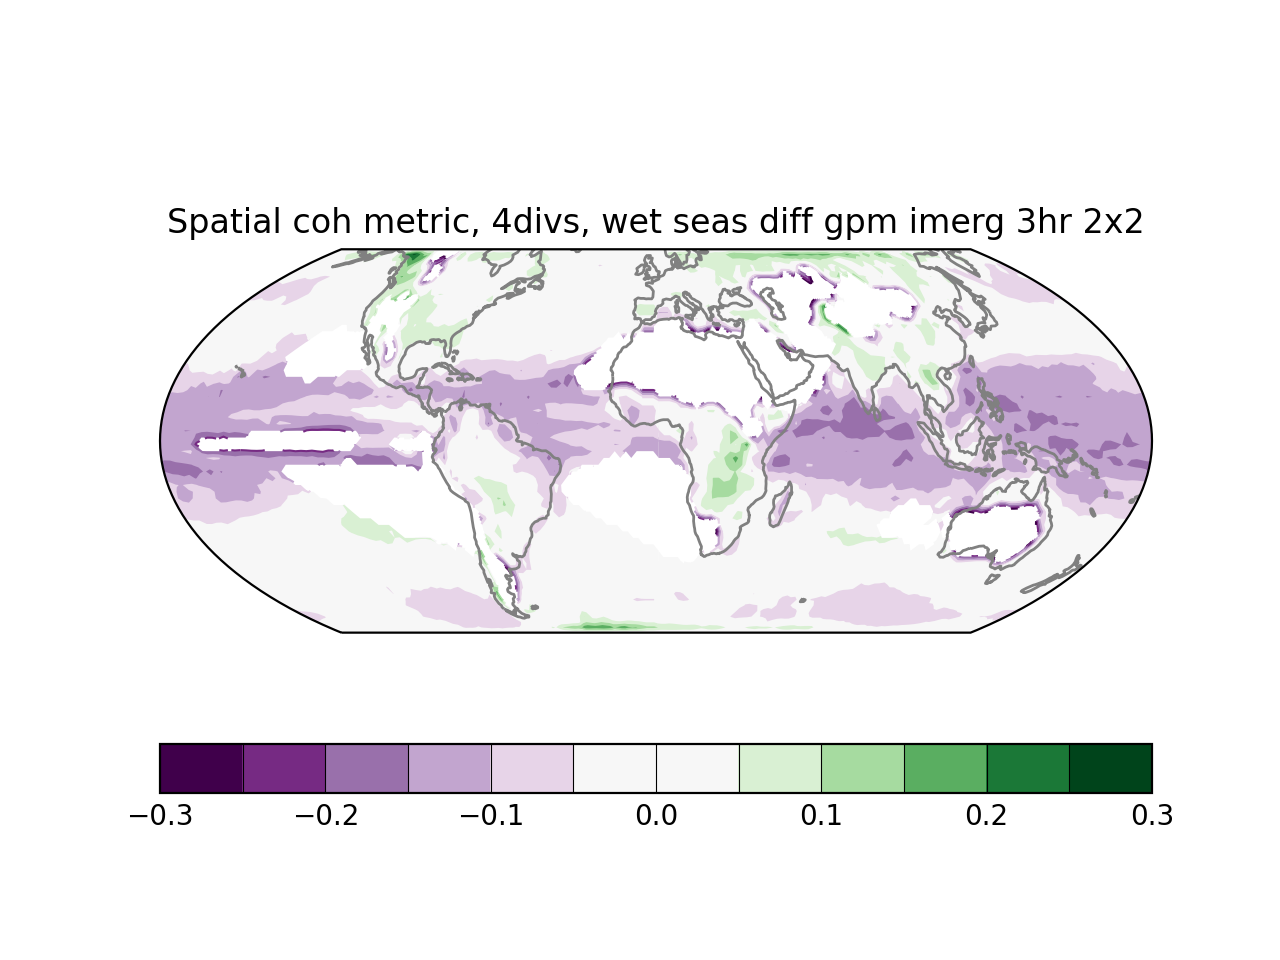 Spatial coh metric, 4divs, wet seas diff gpm imerg 3hr 2x2
−0.3 −0.2 −0.1 0.0 0.1 0.2 0.3